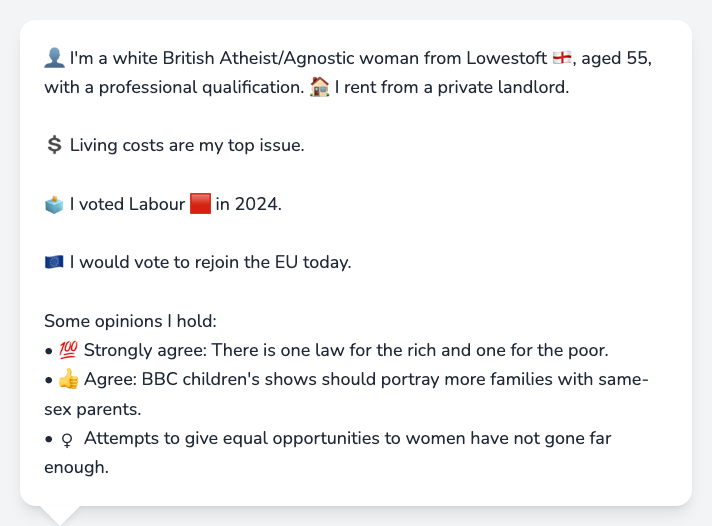 👤 I'm a white British Atheist/Agnostic woman from Lowestoft 🏴󠁧󠁢󠁥󠁮󠁧󠁿, aged 55,
with a professional qualification. 🏠 I rent from a private landlord.
💲 Living costs are my top issue.
🗳️ I voted Labour 🟥 in 2024.
🇪🇺 I would vote to rejoin the EU today.
Some opinions I hold:
• 💯 Strongly agree: There is one law for the rich and one for the poor.
• 👍 Agree: BBC children's shows should portray more families with same-
sex parents.
• ♀ Attempts to give equal opportunities to women have not gone far
enough.